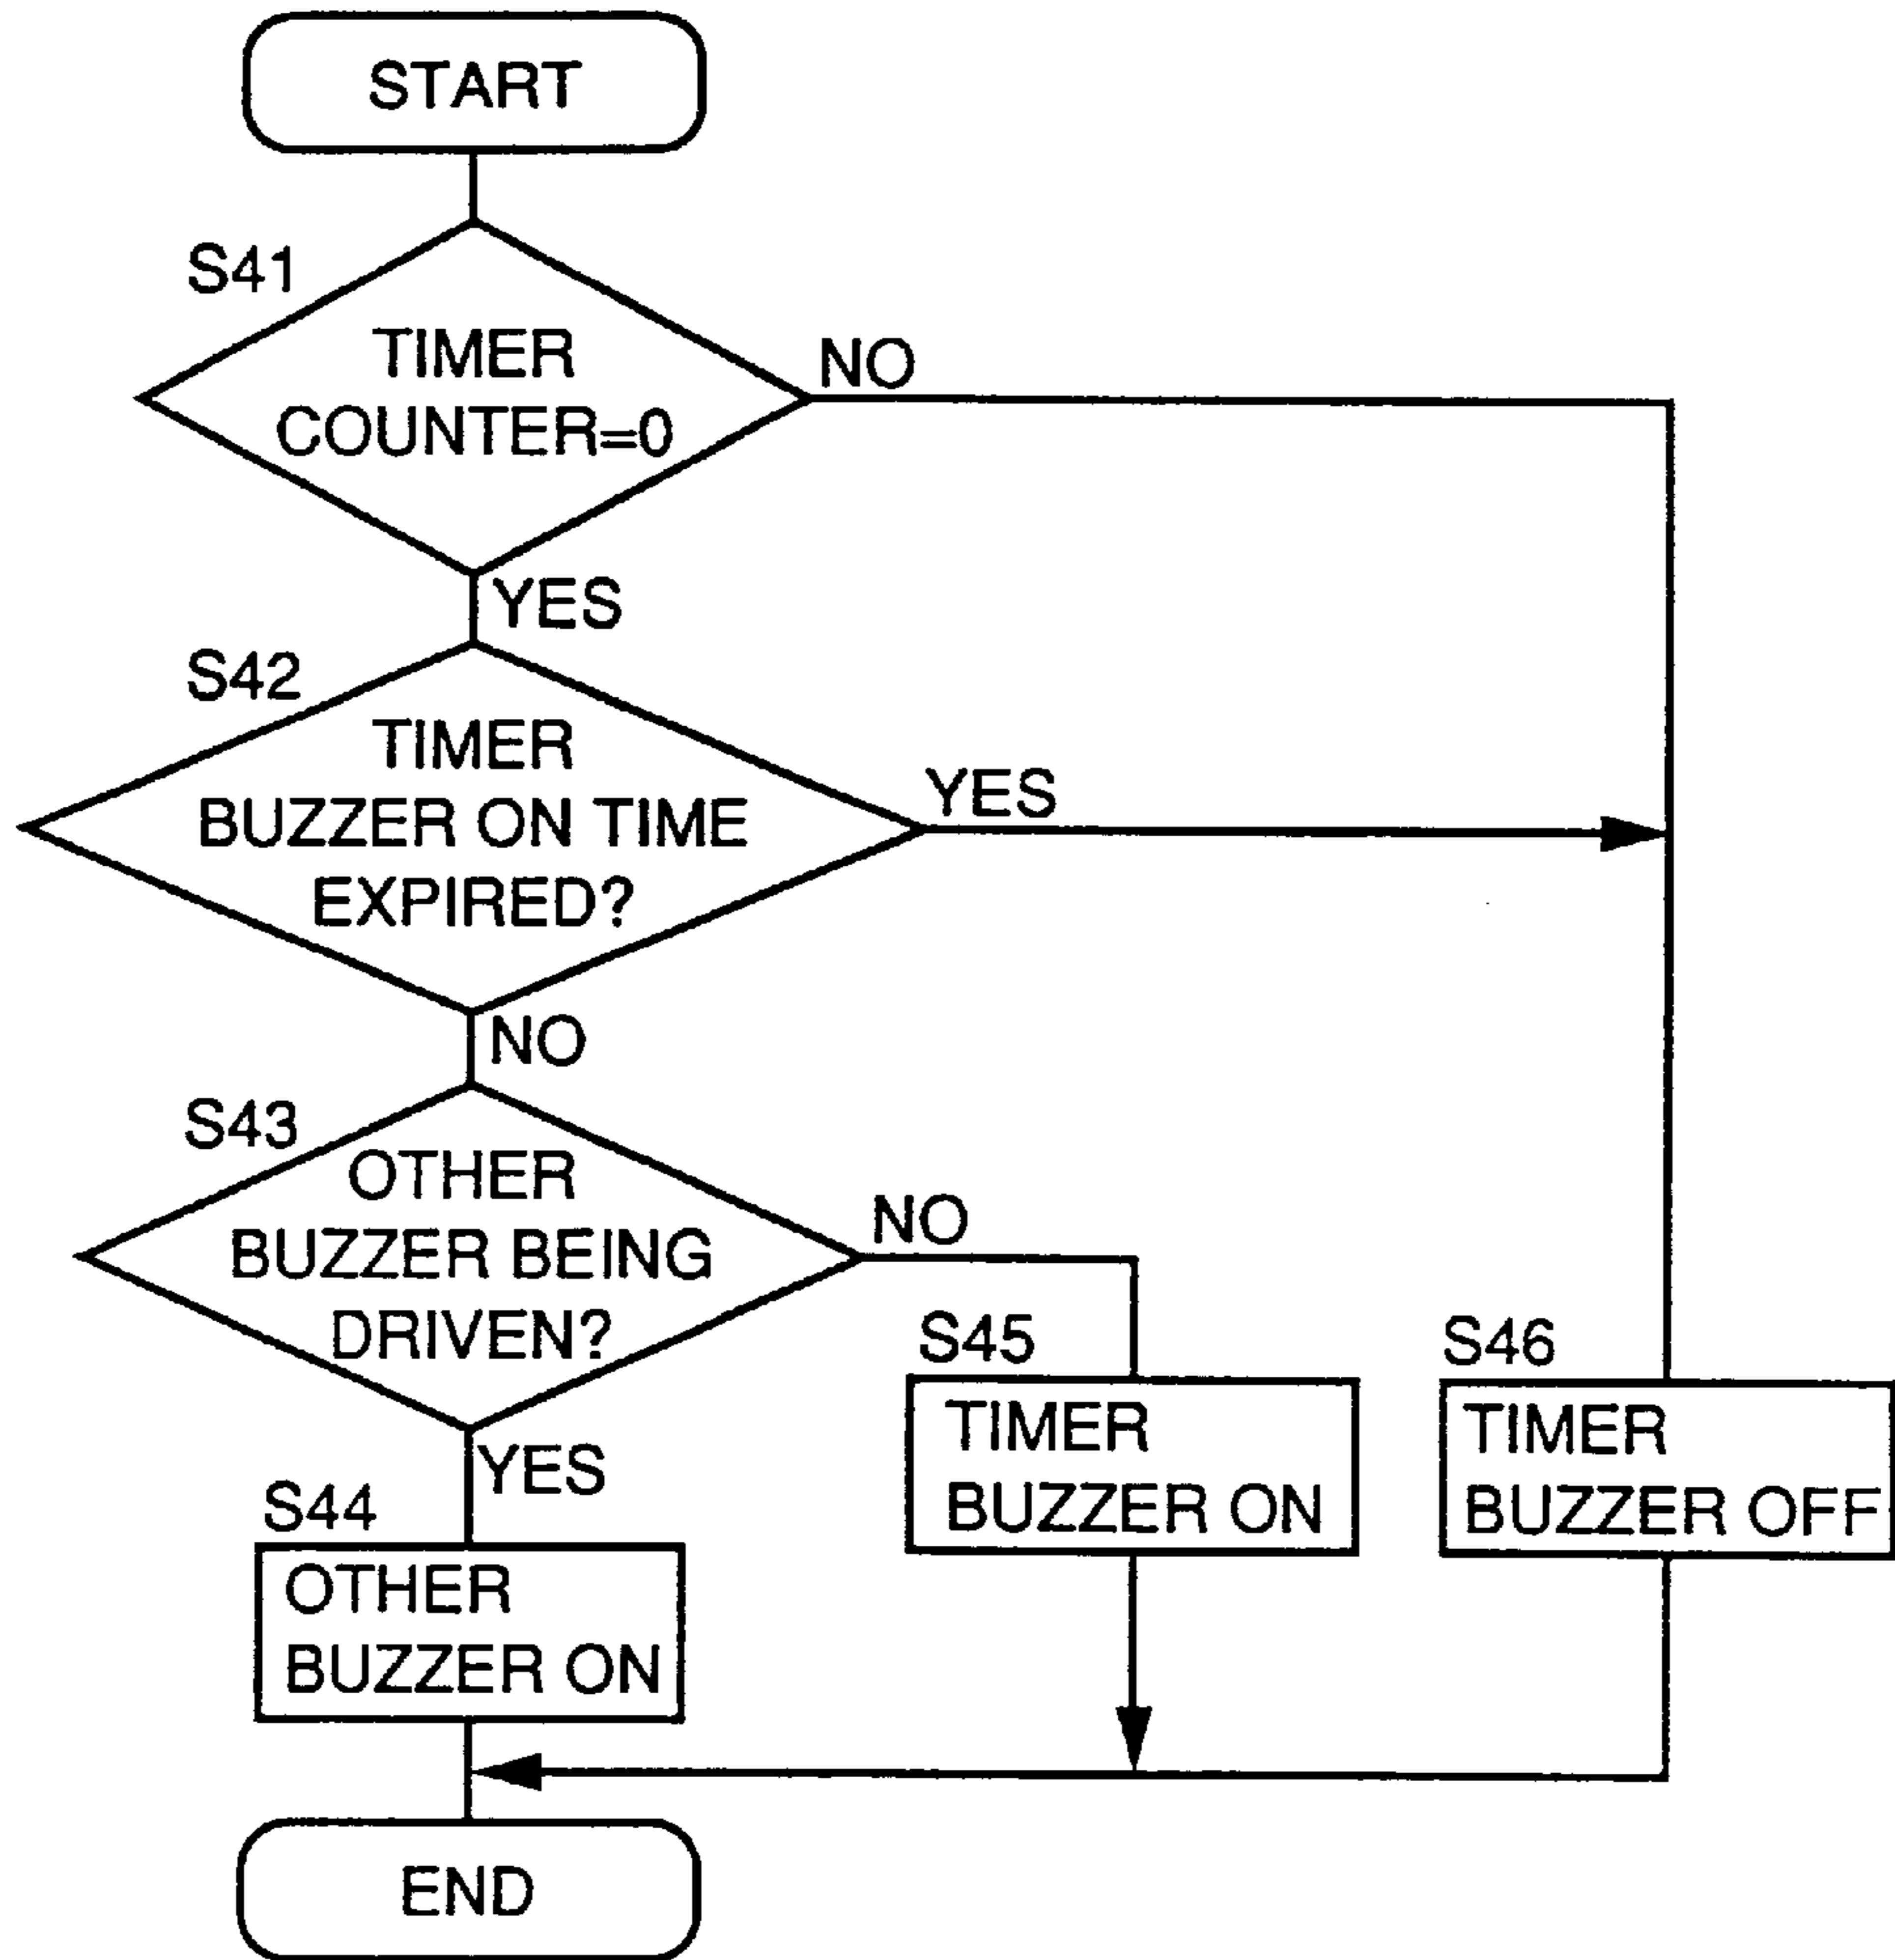 START
S41
TIMER
COUNTER=0
NO
YES
S42
TIMER
BUZZER ON TIME
EXPIRED?
YES
NO
S43
OTHER
BUZZER BEING
DRIVEN?
NO
YES
S44
OTHER
BUZZER ON
S45
TIMER
BUZZER ON
S46
TIMER
BUZZER OFF
END